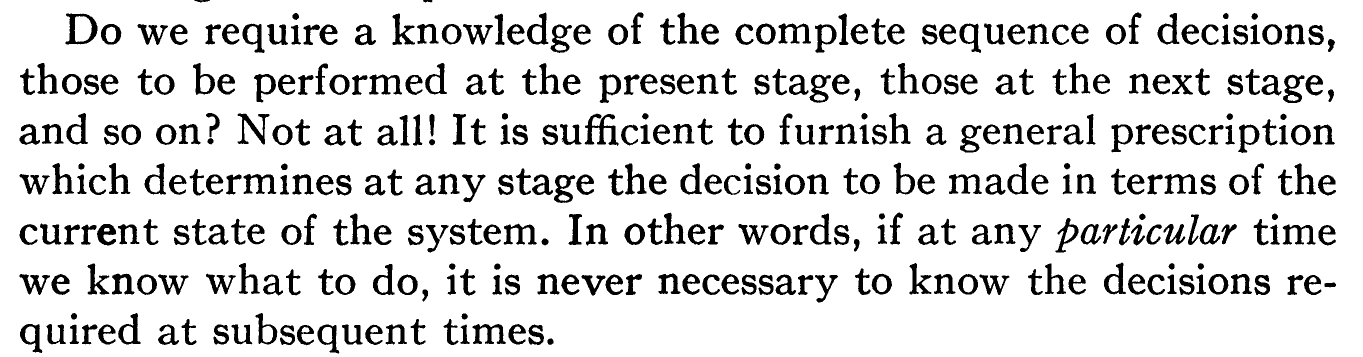 Do we require a knowledge of the complete sequence of decisions,
those to be performed at the present stage, those at the next stage,
and so on? Not at all! It is sufficient to furnish a general prescription
which determines at any stage the decision to be made in terms of the
current state of the system. In other words, if at any particular time
we know what to do, it is never necessary to know the decisions re-
quired at subsequent times.